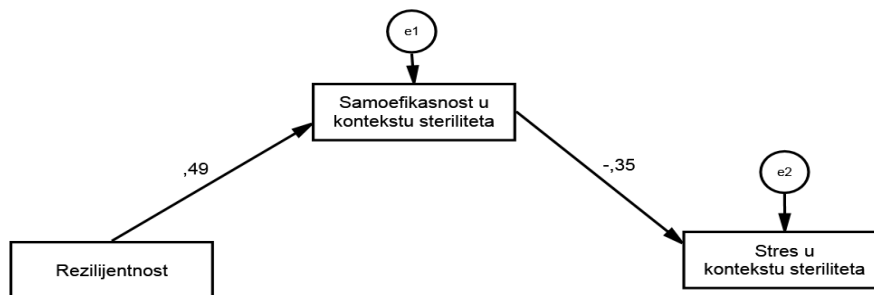 e1
Samoefikasnost u
kontekstu steriliteta
,49
-,35
e2
Rezilijentnost
Stres u
kontekstu steriliteta